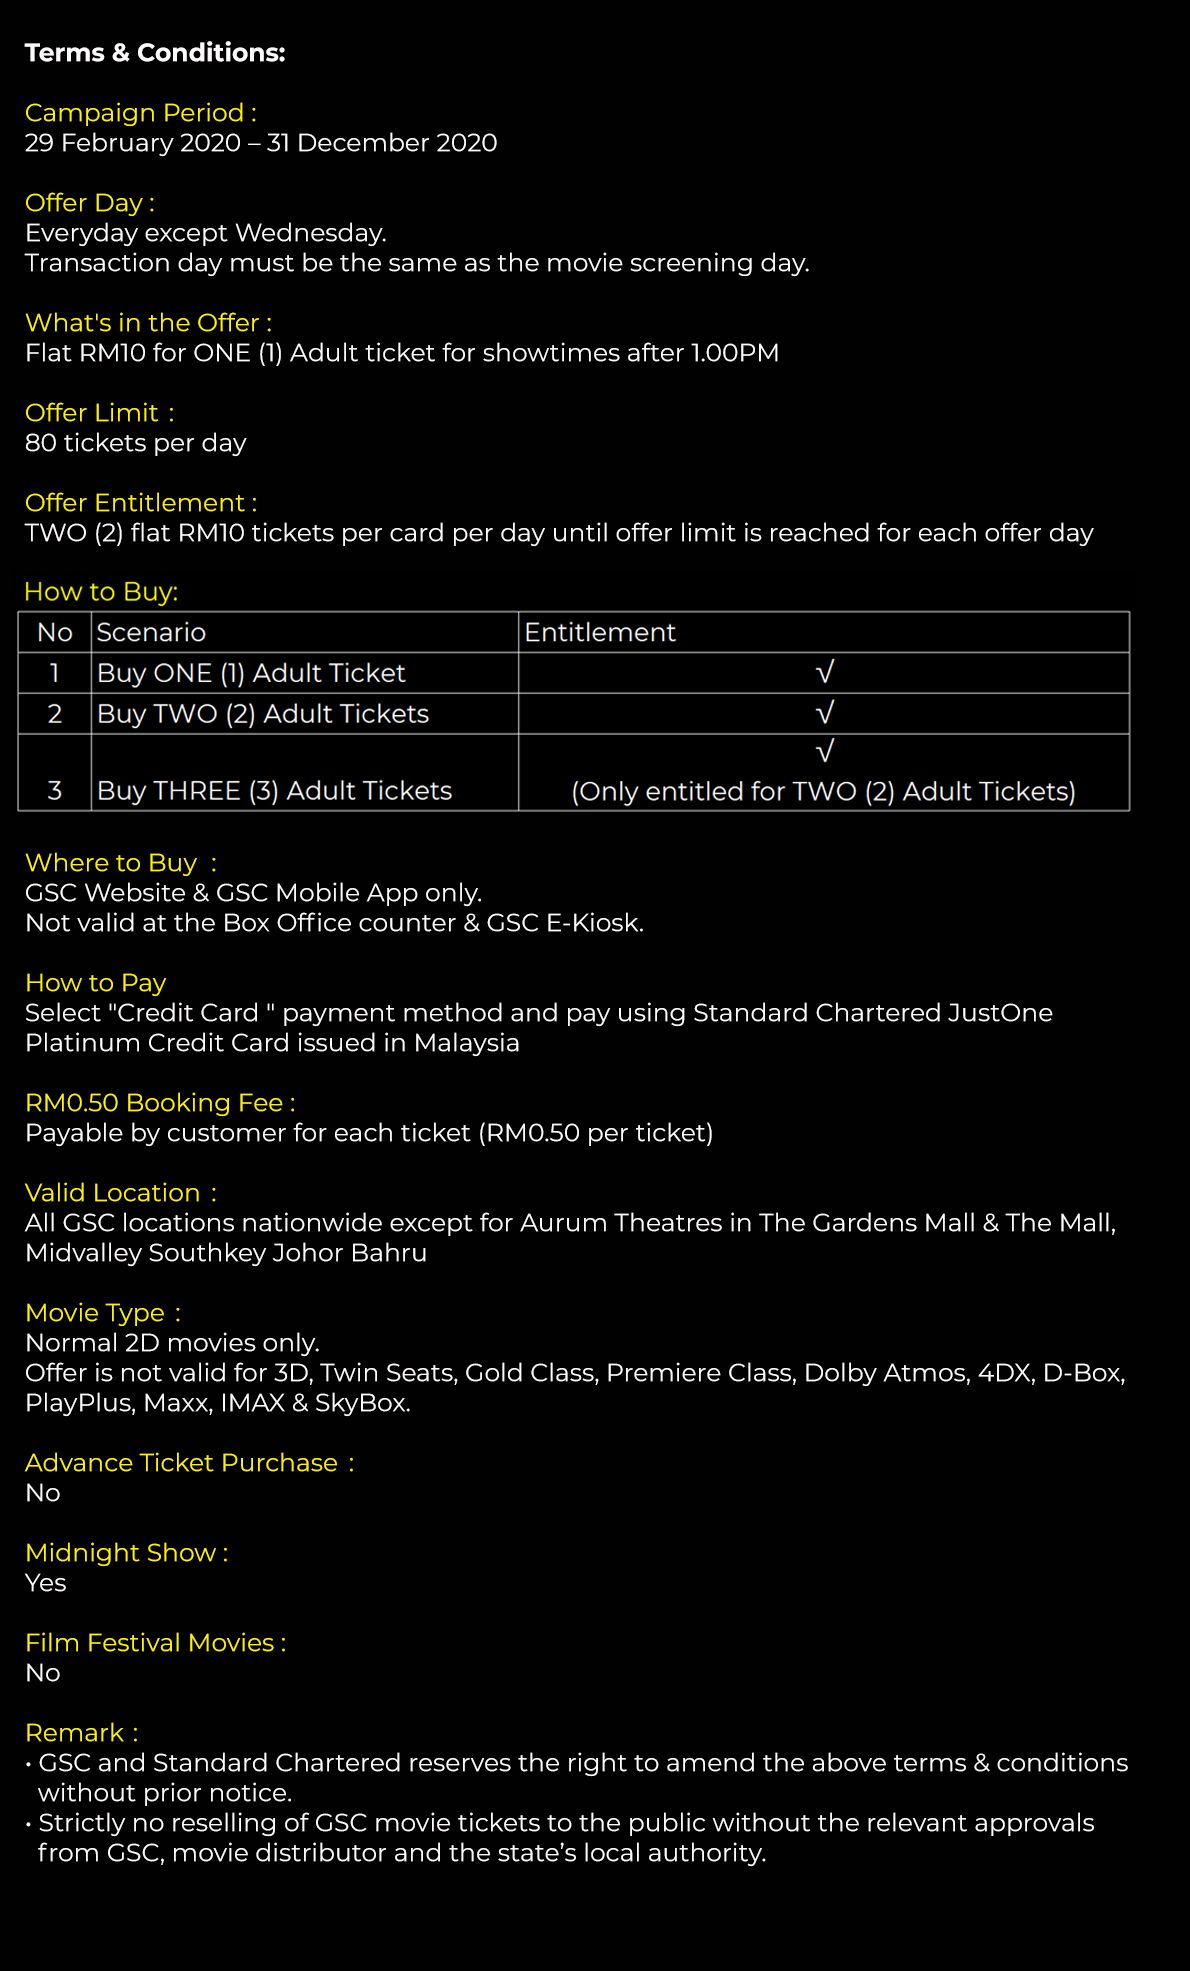 Terms & Conditions:
Campaign Period :
29 February 2020 – 31 December 2020
Offer Day :
Everyday except Wednesday.
Transaction day must be the same as the movie screening day.
What's in the Offer :
Flat RM10 for ONE (1) Adult ticket for showtimes after 1.00PM
Offer Limit :
80 tickets per day
Offer Entitlement :
TWO (2) flat RM10 tickets per card per day until offer limit is reached for each offer day
How to Buy:
No Scenario Entitlement
1 Buy ONE (1) Adult Ticket √
2 Buy TWO (2) Adult Tickets √
√
3 Buy THREE (3) Adult Tickets (Only entitled for TWO (2) Adult Tickets)
Where to Buy :
GSC Website & GSC Mobile App only.
Not valid at the Box Office counter & GSC E-Kiosk.
How to Pay
Select "Credit Card " payment method and pay using Standard Chartered JustOne
Platinum Credit Card issued in Malaysia
RM0.50 Booking Fee :
Payable by customer for each ticket (RM0.50 per ticket)
Valid Location :
All GSC locations nationwide except for Aurum Theatres in The Gardens Mall & The Mall,
Midvalley Southkey Johor Bahru
Movie Type :
Normal 2D movies only.
Offer is not valid for 3D, Twin Seats, Gold Class, Premiere Class, Dolby Atmos, 4DX, D-Box,
PlayPlus, Maxx, IMAX & SkyBox.
Advance Ticket Purchase :
No
Midnight Show :
Yes
Film Festival Movies :
No
Remark :
• GSC and Standard Chartered reserves the right to amend the above terms & conditions
without prior notice.
• Strictly no reselling of GSC movie tickets to the public without the relevant approvals
from GSC, movie distributor and the state’s local authority.